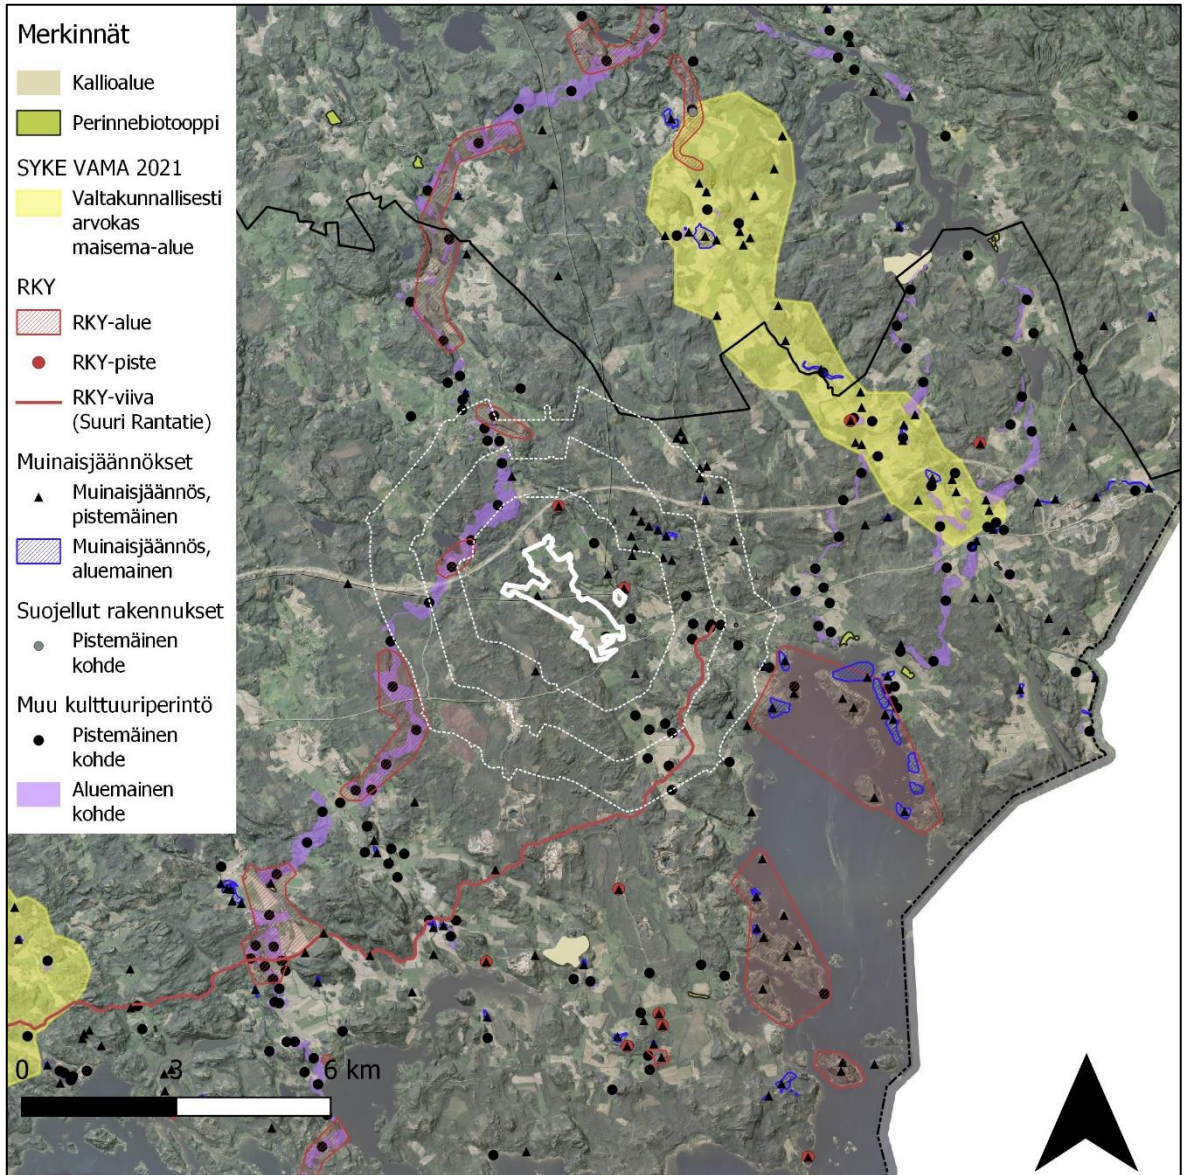 Merkinnät
Kallioalue
Perinnebiotooppi
SYKE VAMA 2021
Valtakunnallisesti
arvokas
maisema-alue
RKY
RKY-alue
RKY-piste
RKY-viiva
(Suuri Rantatie)
Muinaisjäännökset
Muinaisjäännös,
pistemäinen
Muinaisjäännös,
aluemainen
Suojellut rakennukset
Pistemäinen
kohde
Muu kulttuuriperintö
Pistemäinen
kohde
Aluemainen
kohde
0 3 6 km